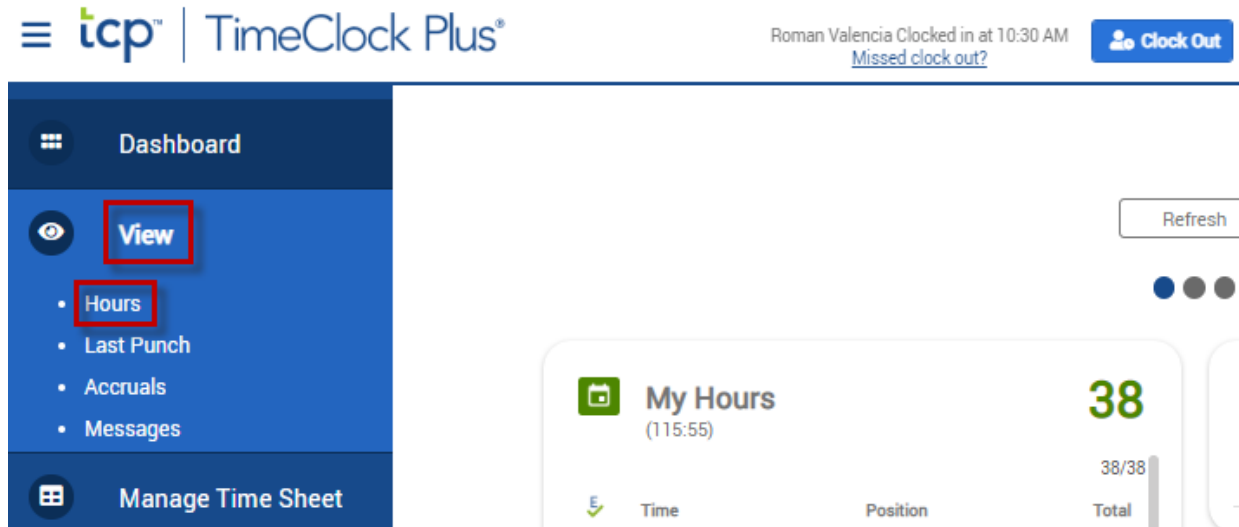 tcp™ | TimeClock Plus®
Roman Valencia Clocked in at 10:30 AM
Missed clock out?
Clock Out
Dashboard
View
• Hours
• Last Punch
• Accruals
• Messages
Manage Time Sheet
Refresh
My Hours
38
(115:55)
38/38
E Time Position Total